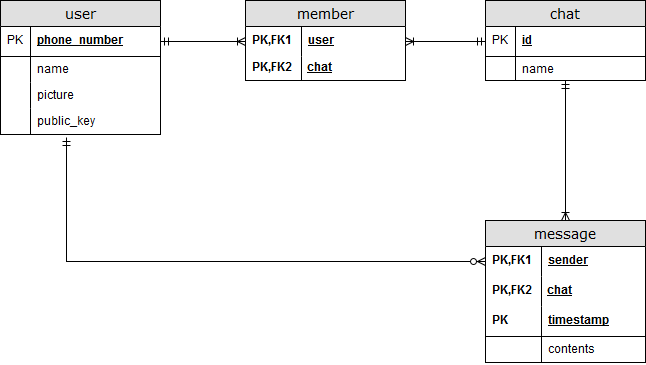 user
PK phone_number
name
picture
public_key
member
PK,FK1 user
PK,FK2 chat
chat
PK id
name
message
PK,FK1 sender
PK,FK2 chat
PK timestamp
contents